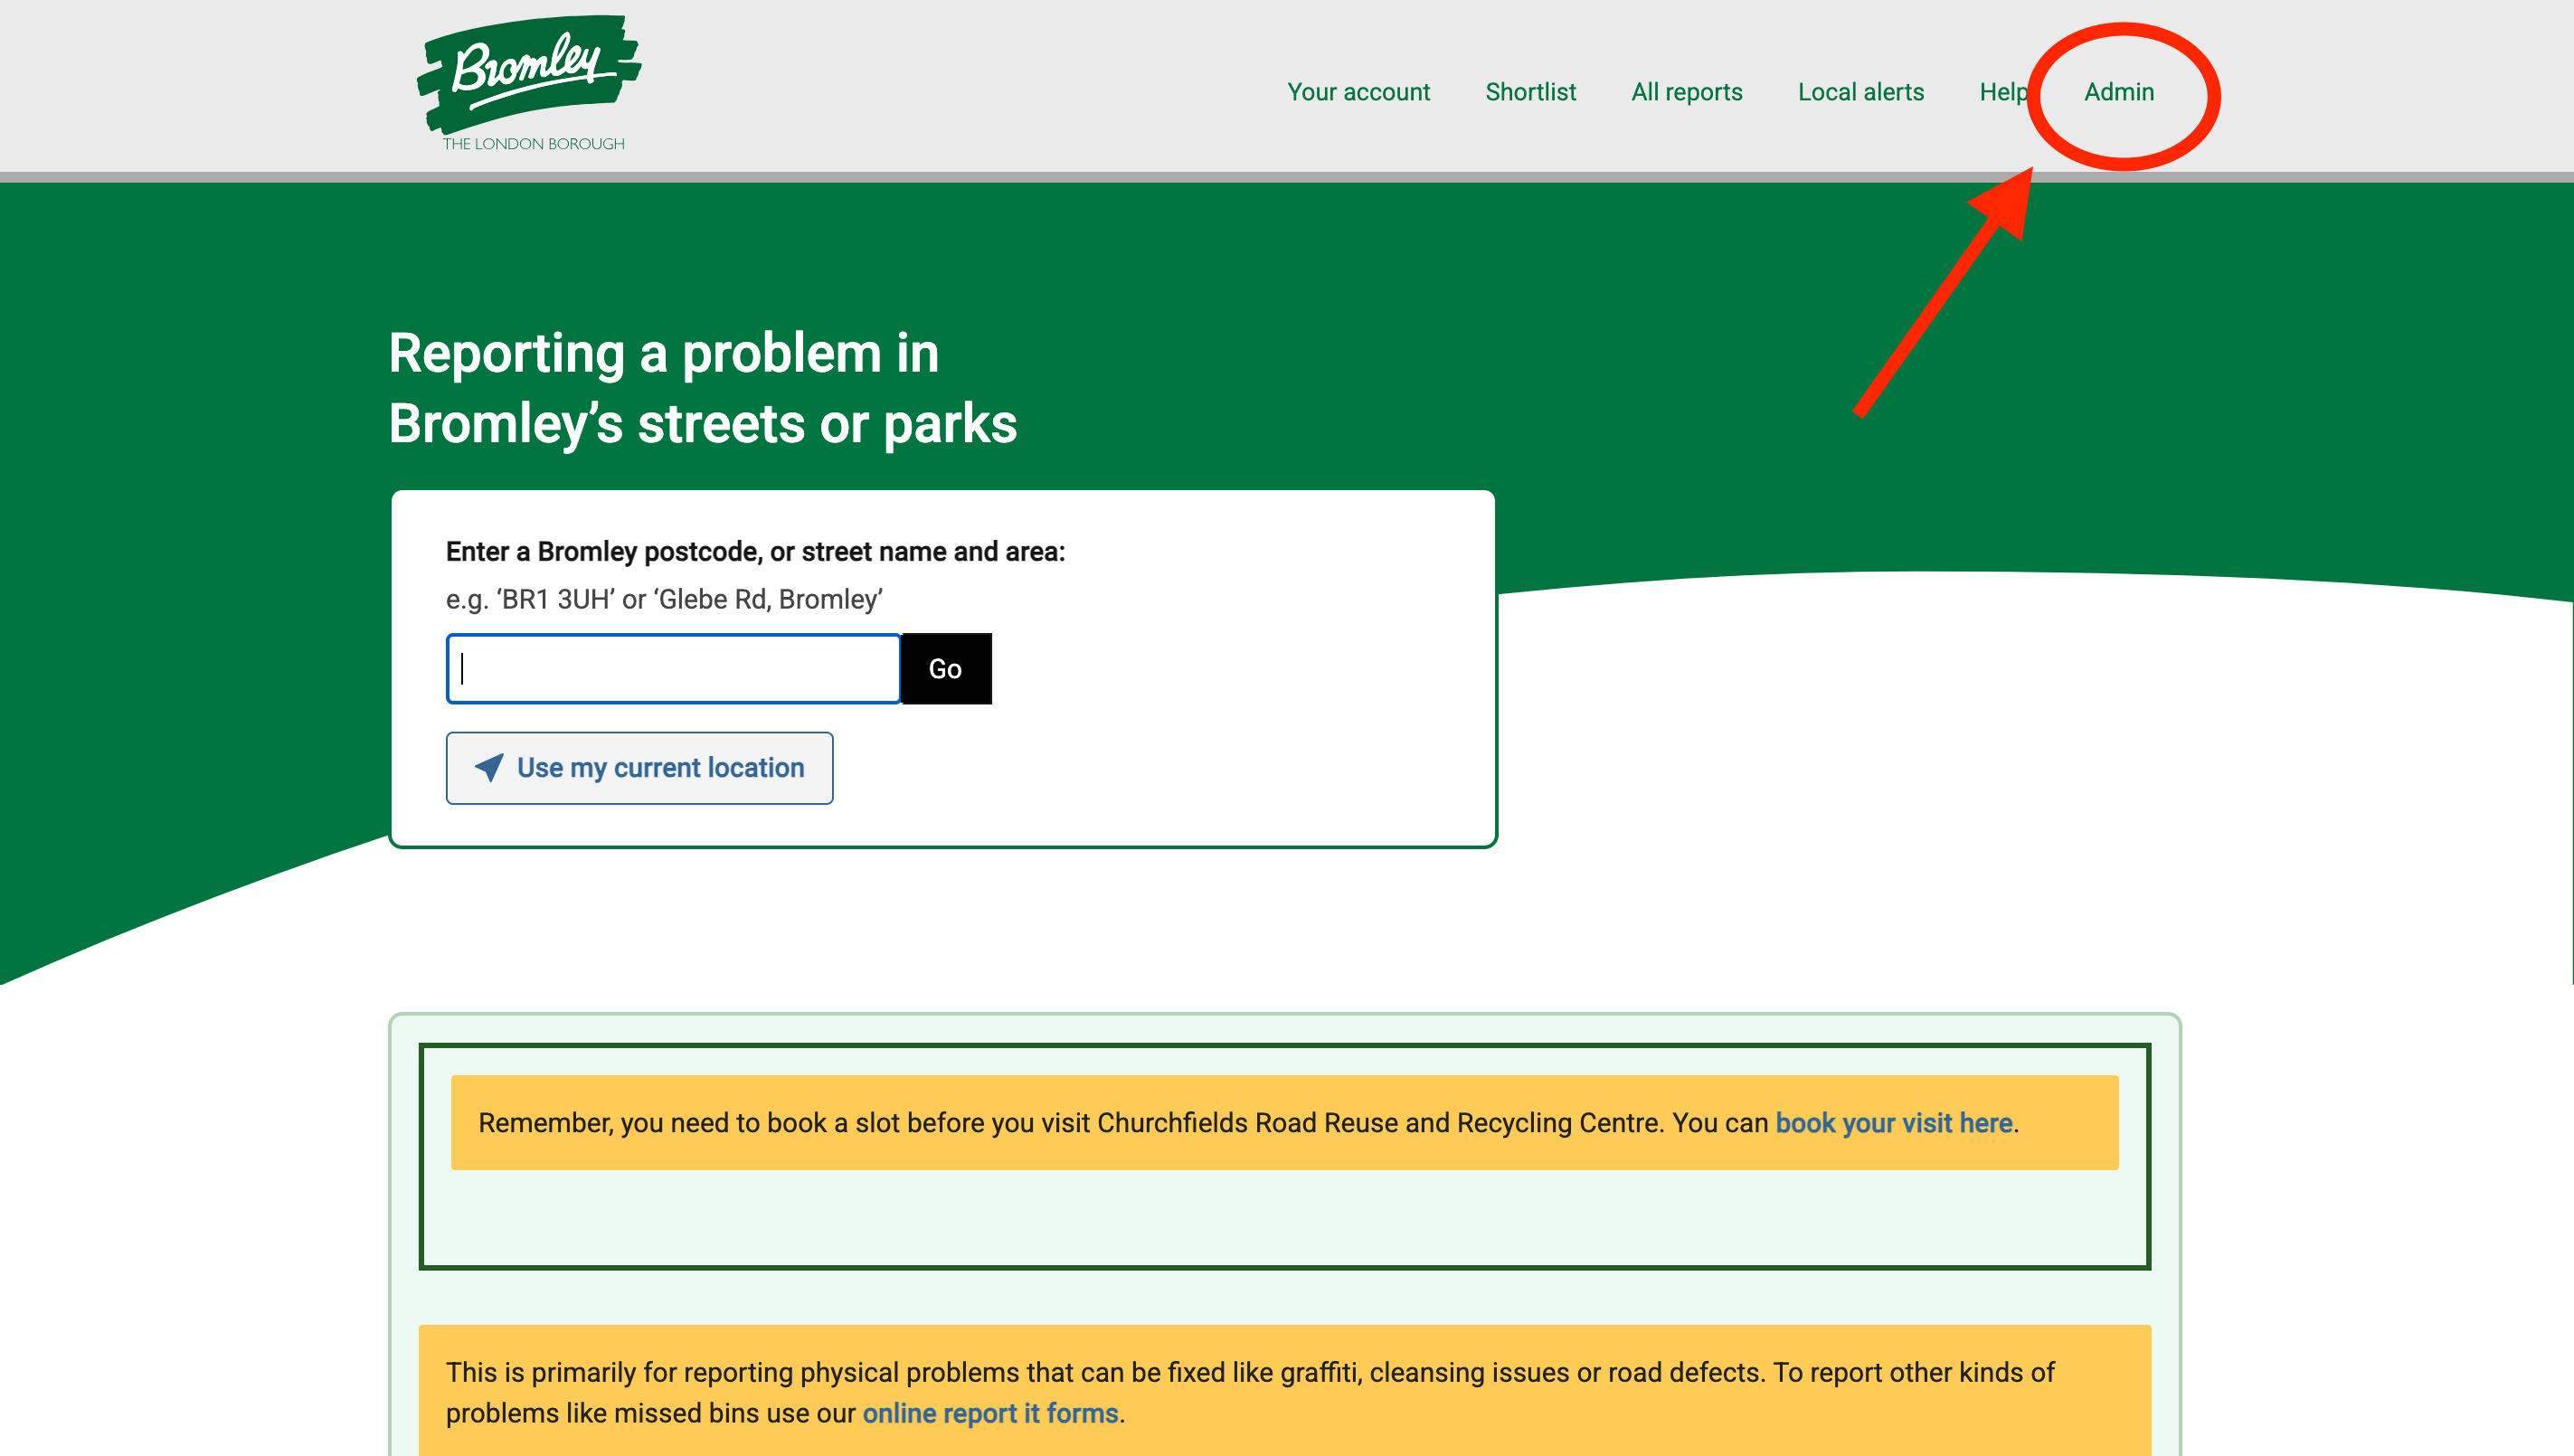 Bromley
THE LONDON BOROUGH
Your account Shortlist All reports Local alerts Help Admin
Reporting a problem in
Bromley’s streets or parks
Enter a Bromley postcode, or street name and area:
e.g. ‘BR1 3UH’ or ‘Glebe Rd, Bromley’
Go
Use my current location
Remember, you need to book a slot before you visit Churchfields Road Reuse and Recycling Centre. You can book your visit here.
This is primarily for reporting physical problems that can be fixed like graffiti, cleansing issues or road defects. To report other kinds of
problems like missed bins use our online report it forms.